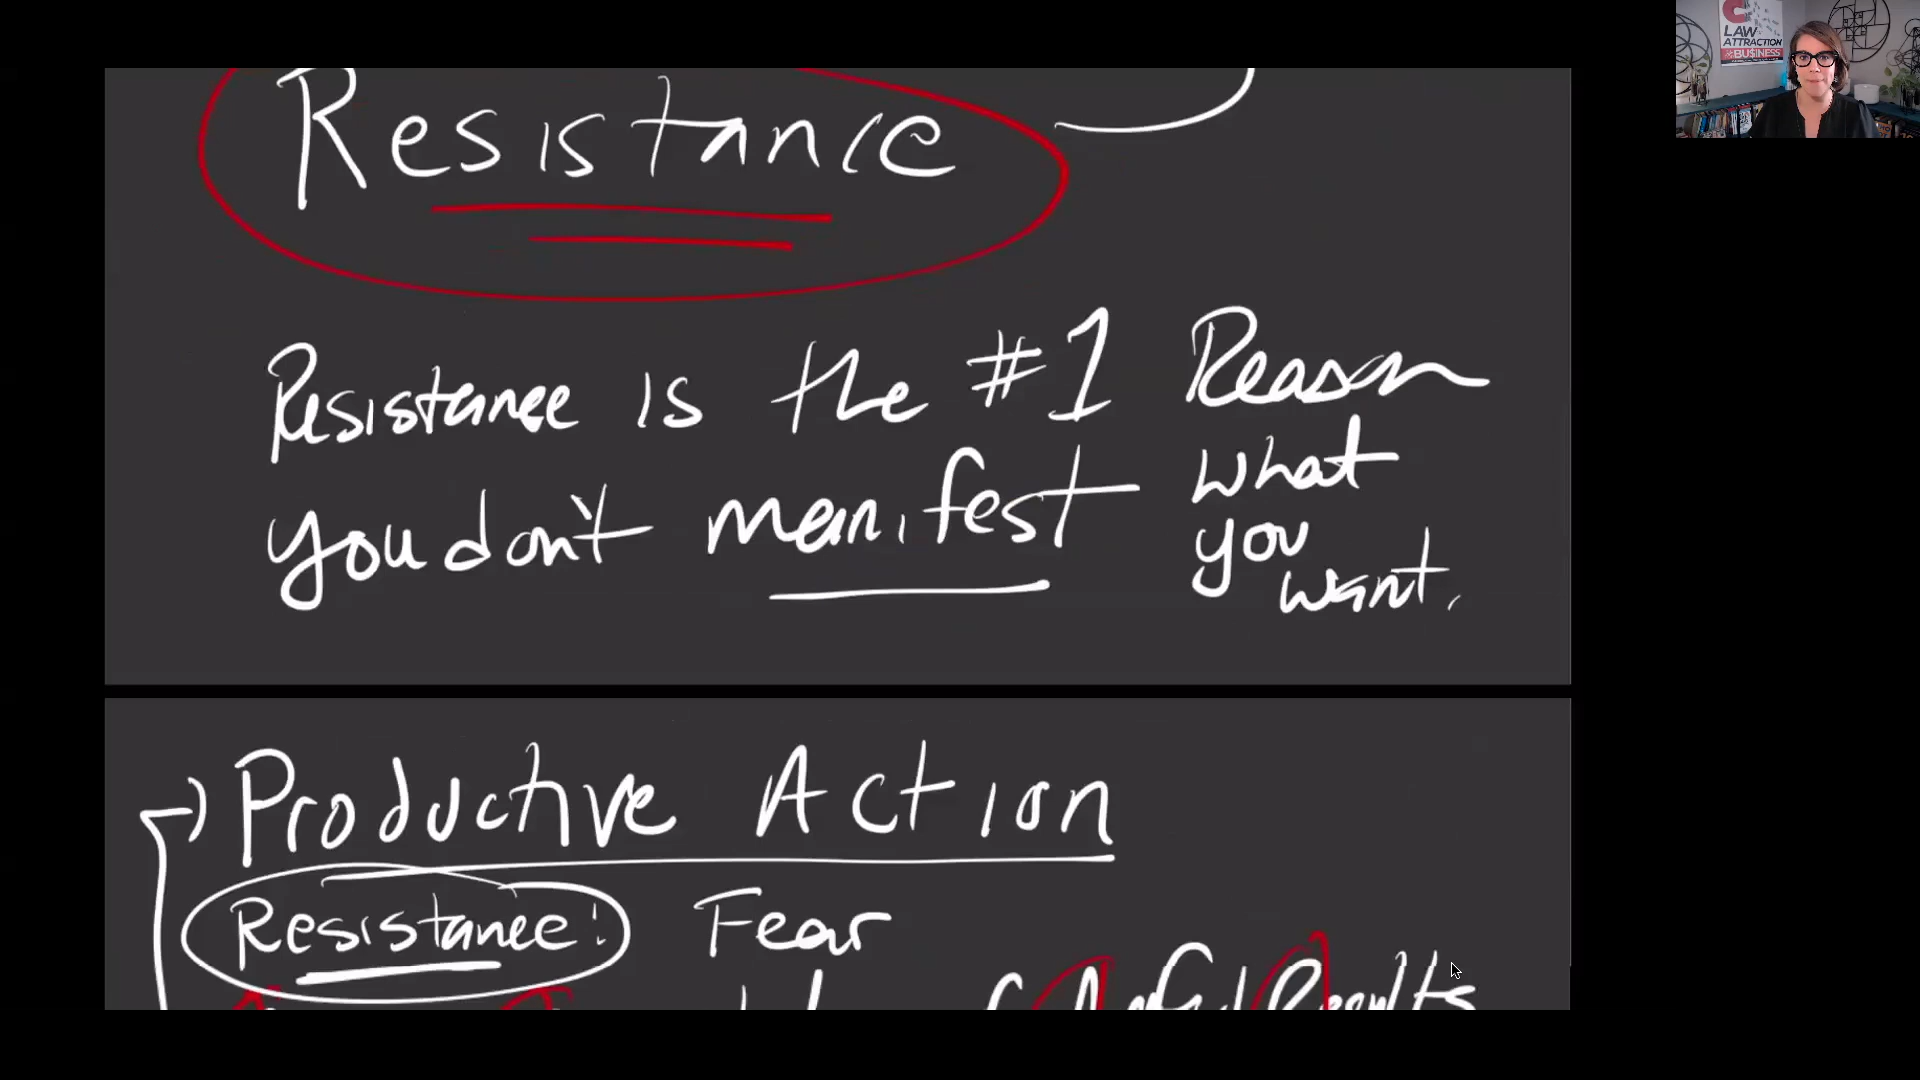 Resistance
Resistance is the #1 Reason
you don't manifest what
you
want.
Productive Action
Resistance: Fear
Results
LAW
ATTRACTION
BUSINESS